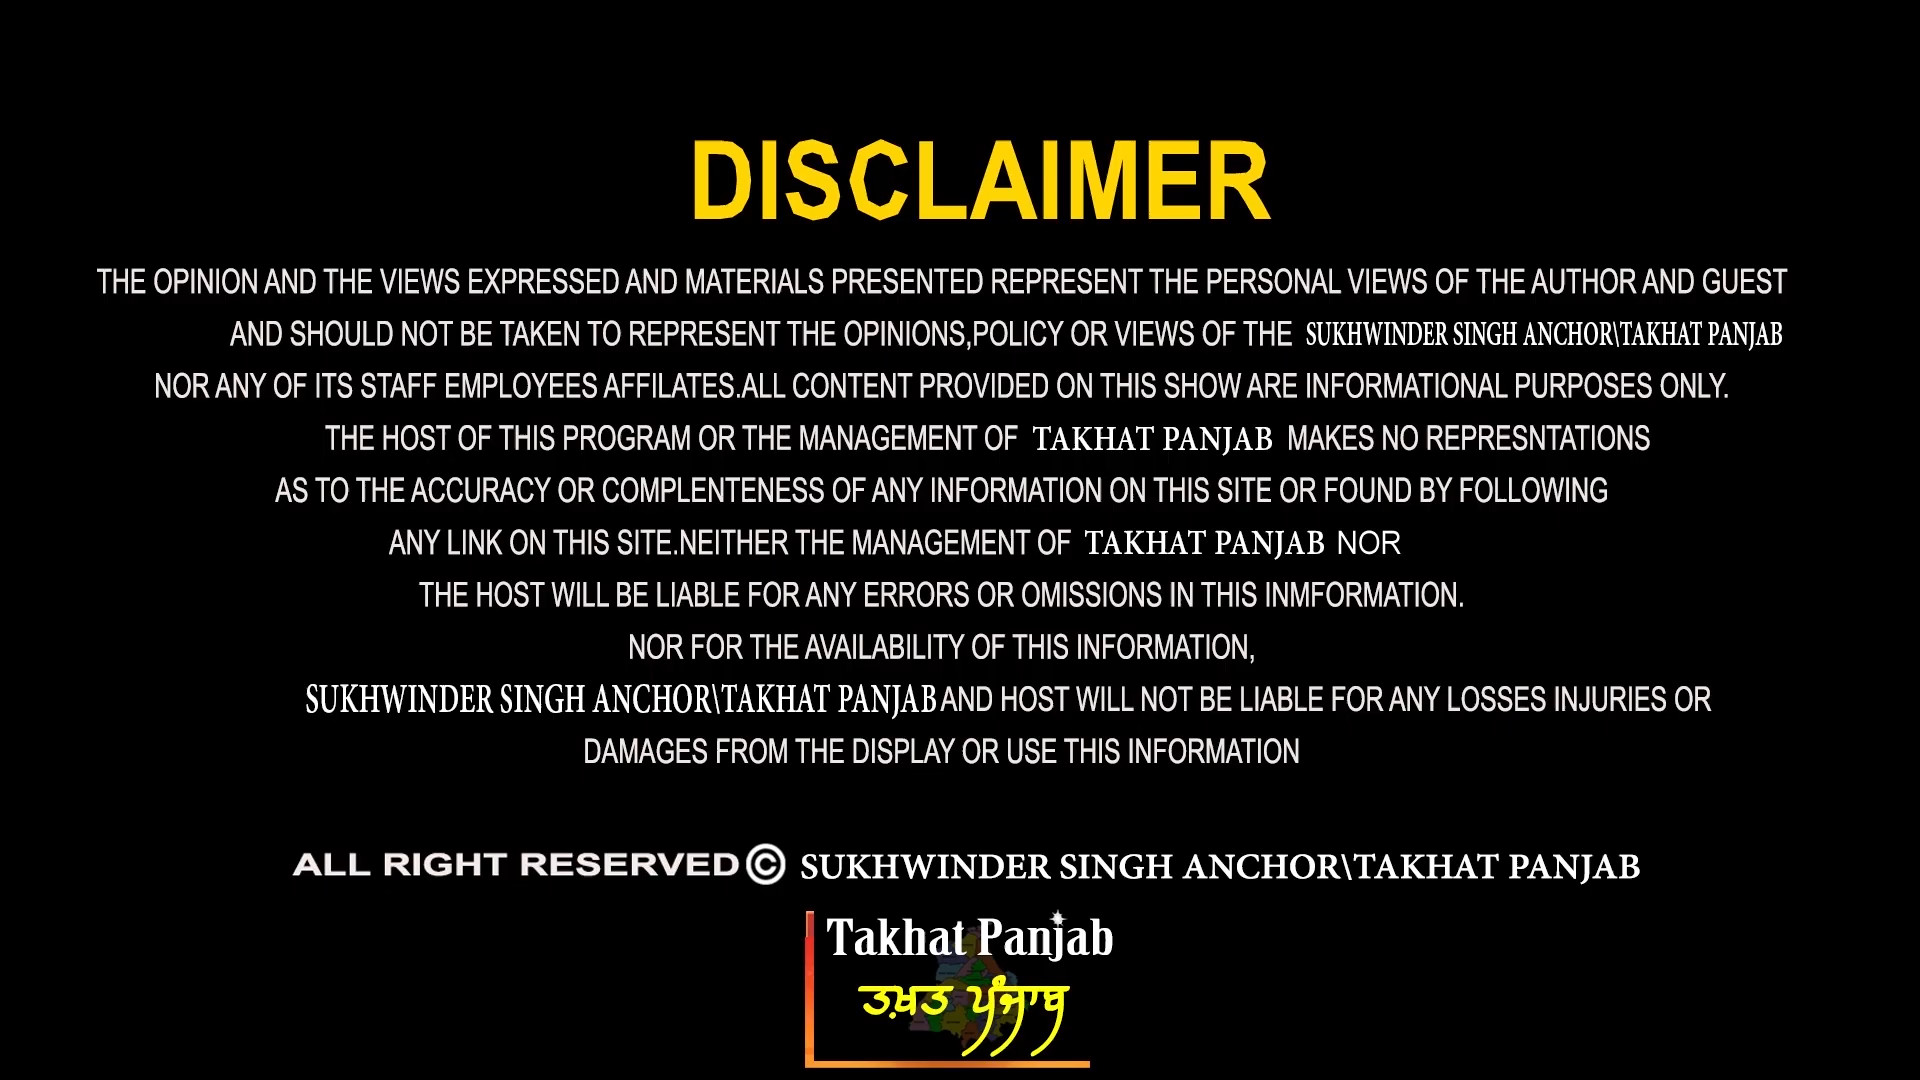 DISCLAIMER
THE OPINION AND THE VIEWS EXPRESSED AND MATERIALS PRESENTED REPRESENT THE PERSONAL VIEWS OF THE AUTHOR AND GUEST
AND SHOULD NOT BE TAKEN TO REPRESENT THE OPINIONS,POLICY OR VIEWS OF THE SUKHWINDER SINGH ANCHOR\TAKHAT PANJAB
NOR ANY OF ITS STAFF EMPLOYEES AFFILATES.ALL CONTENT PROVIDED ON THIS SHOW ARE INFORMATIONAL PURPOSES ONLY.
THE HOST OF THIS PROGRAM OR THE MANAGEMENT OF TAKHAT PANJAB MAKES NO REPRESNTATIONS
AS TO THE ACCURACY OR COMPLENTENESS OF ANY INFORMATION ON THIS SITE OR FOUND BY FOLLOWING
ANY LINK ON THIS SITE.NEITHER THE MANAGEMENT OF TAKHAT PANJAB NOR
THE HOST WILL BE LIABLE FOR ANY ERRORS OR OMISSIONS IN THIS INMFORMATION.
NOR FOR THE AVAILABILITY OF THIS INFORMATION,
SUKHWINDER SINGH ANCHOR\TAKHAT PANJAB AND HOST WILL NOT BE LIABLE FOR ANY LOSSES INJURIES OR
DAMAGES FROM THE DISPLAY OR USE THIS INFORMATION
ALL RIGHT RESERVED © SUKHWINDER SINGH ANCHOR\TAKHAT PANJAB
Takhat Panjab
ਤਖ਼ਤ ਪੰਜਾਬ